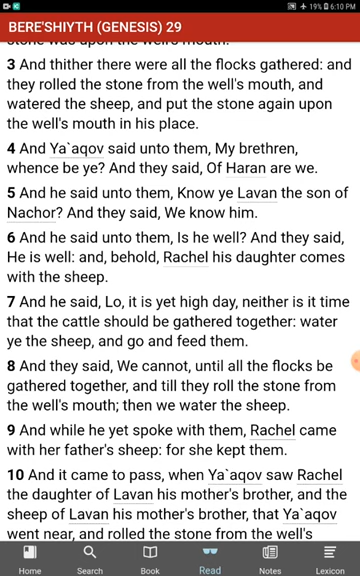 19% 6:10 PM
BERE'SHIYTH (GENESIS) 29
stone was upon the well's mouth.
3 And thither there were all the flocks gathered: and
they rolled the stone from the well's mouth, and
watered the sheep, and put the stone again upon
the well's mouth in his place.
4 And Ya`aqov said unto them, My brethren,
whence be ye? And they said, Of Haran are we.
5 And he said unto them, Know ye Lavan the son of
Nachor? And they said, We know him.
6 And he said unto them, Is he well? And they said,
He is well: and, behold, Rachel his daughter comes
with the sheep.
7 And he said, Lo, it is yet high day, neither is it time
that the cattle should be gathered together: water
ye the sheep, and go and feed them.
8 And they said, We cannot, until all the flocks be
gathered together, and till they roll the stone from
the well's mouth; then we water the sheep.
9 And while he yet spoke with them, Rachel came
with her father's sheep: for she kept them.
10 And it came to pass, when Ya`aqov saw Rachel
the daughter of Lavan his mother's brother, and the
sheep of Lavan his mother's brother, that Ya`aqov
went near, and rolled the stone from the well's
Home Search Book Read Notes Lexicon